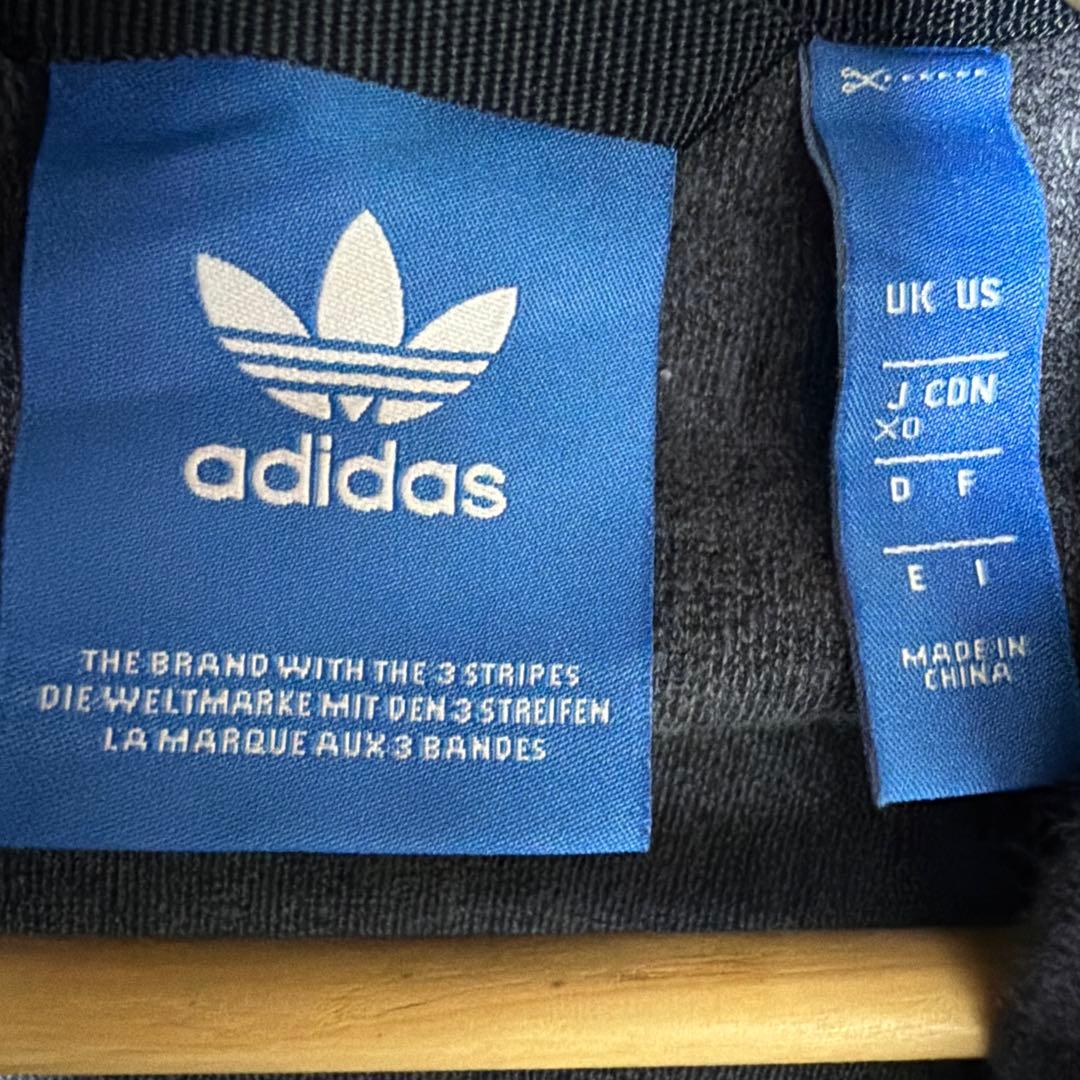 adidas
THE BRAND WITH THE 3 STRIPES
DIE WELTMARKE MIT DEN 3 STREIFEN
LA MARQUE AUX 3 BANDES
UK US
J CDN
XO
D F
E I
MADE IN
CHINA